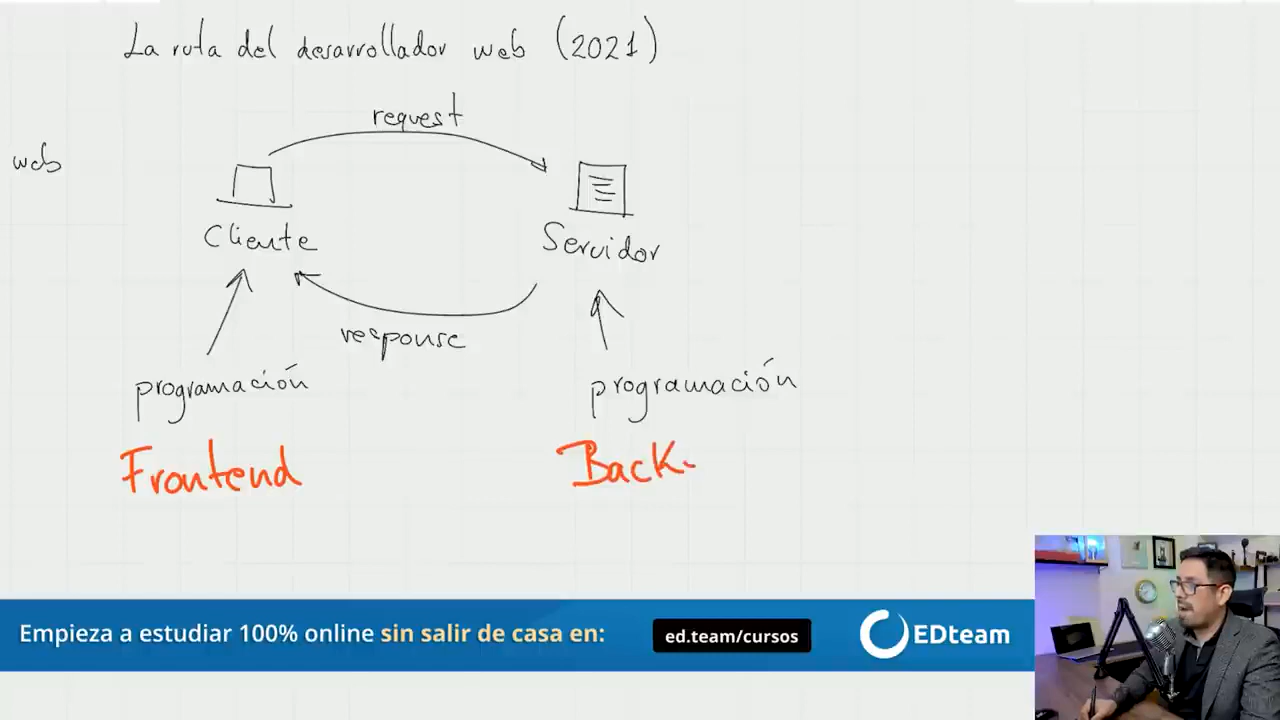 La ruta del desarrollador web (2021)
request
web
Cliente
Servidor
response
programación
programación
Frontend
Back
Empieza a estudiar 100% online sin salir de casa en:
ed.team/cursos
EDteam